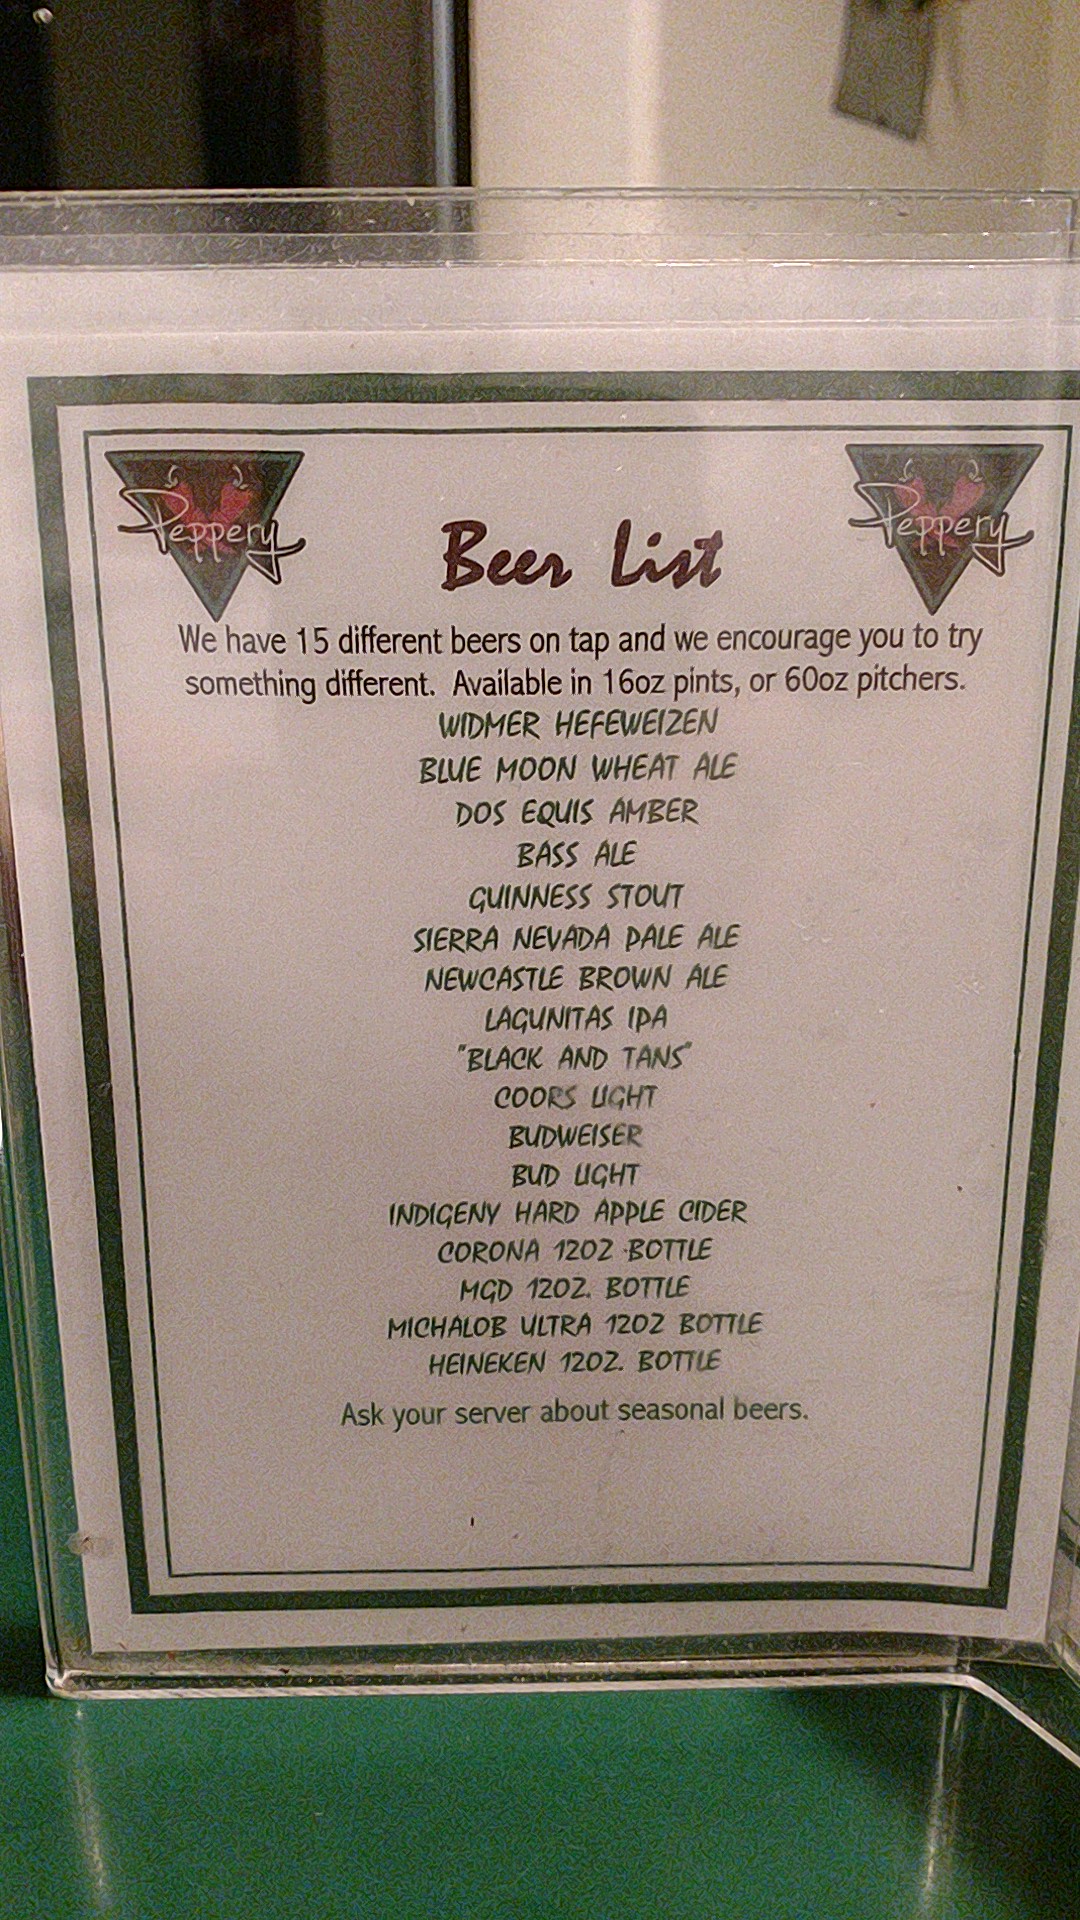 Peppery
Peppery
Beer List
We have 15 different beers on tap and we encourage you to try
something different. Available in 16oz pints, or 60oz pitchers.
WIDMER HEFEWEIZEN
BLUE MOON WHEAT ALE
DOS EQUIS AMBER
BASS ALE
GUINNESS STOUT
SIERRA NEVADA PALE ALE
NEWCASTLE BROWN ALE
LAGUNITAS IPA
"BLACK AND TANS"
COORS LIGHT
BUDWEISER
BUD LIGHT
INDIGENY HARD APPLE CIDER
CORONA 12OZ BOTTLE
MGD 12OZ. BOTTLE
MICHALOB ULTRA 12OZ BOTTLE
HEINEKEN 12OZ. BOTTLE
Ask your server about seasonal beers.